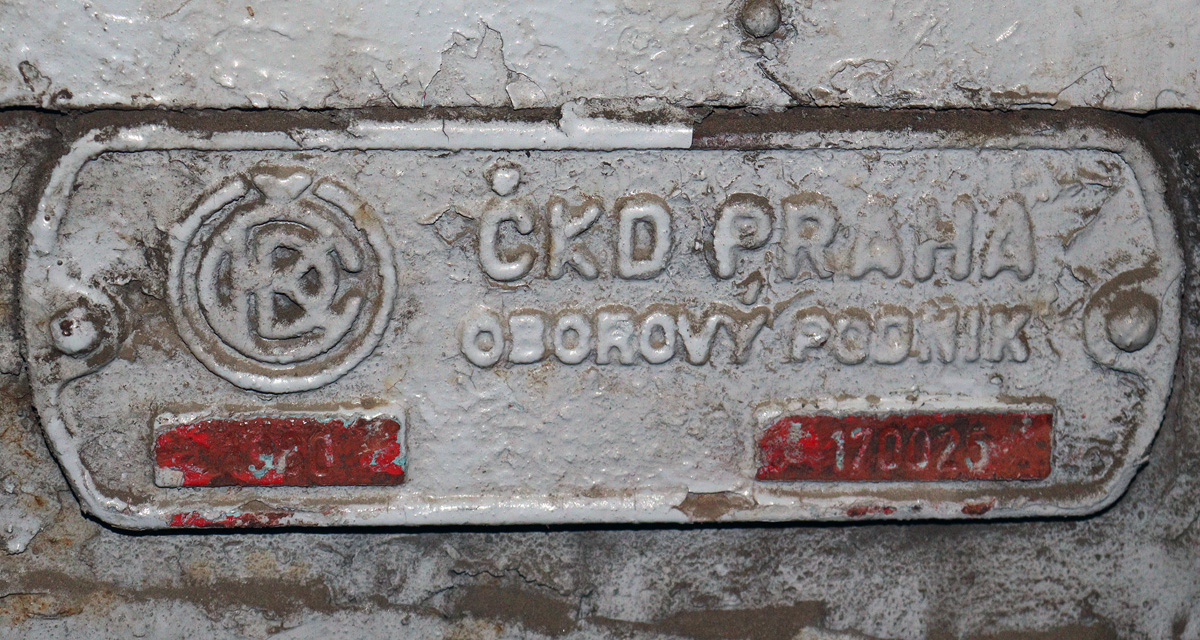 ČKD PRAHA
OBOROVÝ PODNIK
170025